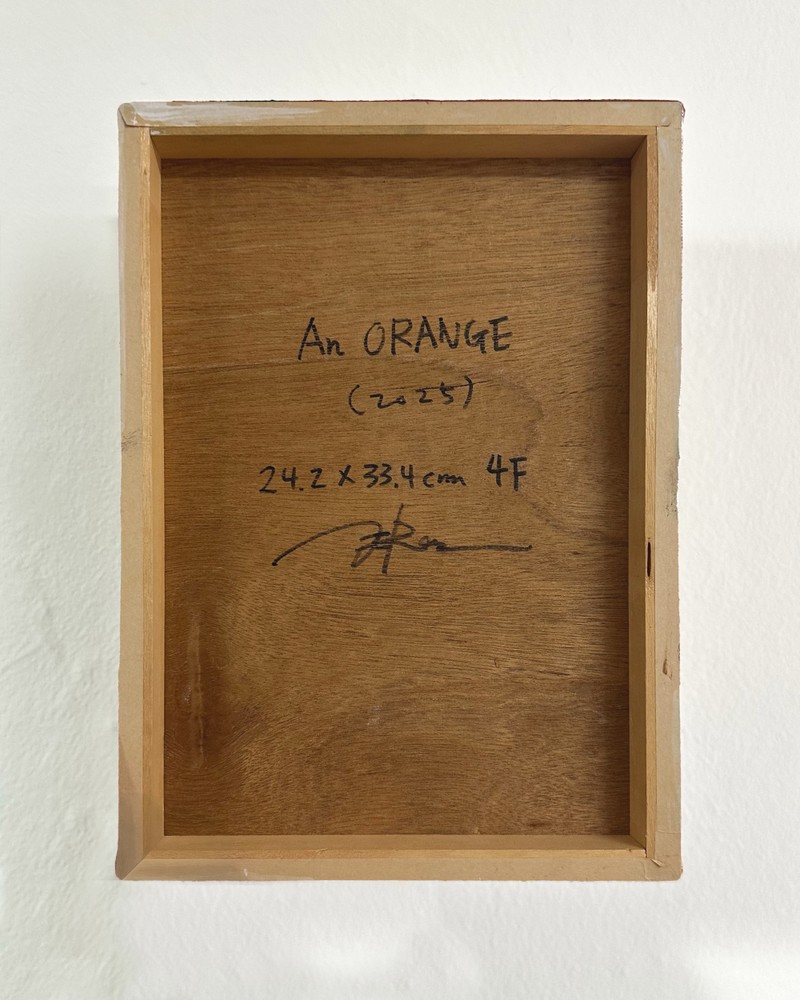 An ORANGE
(2025)
24.2 X 33.4 cm 4F